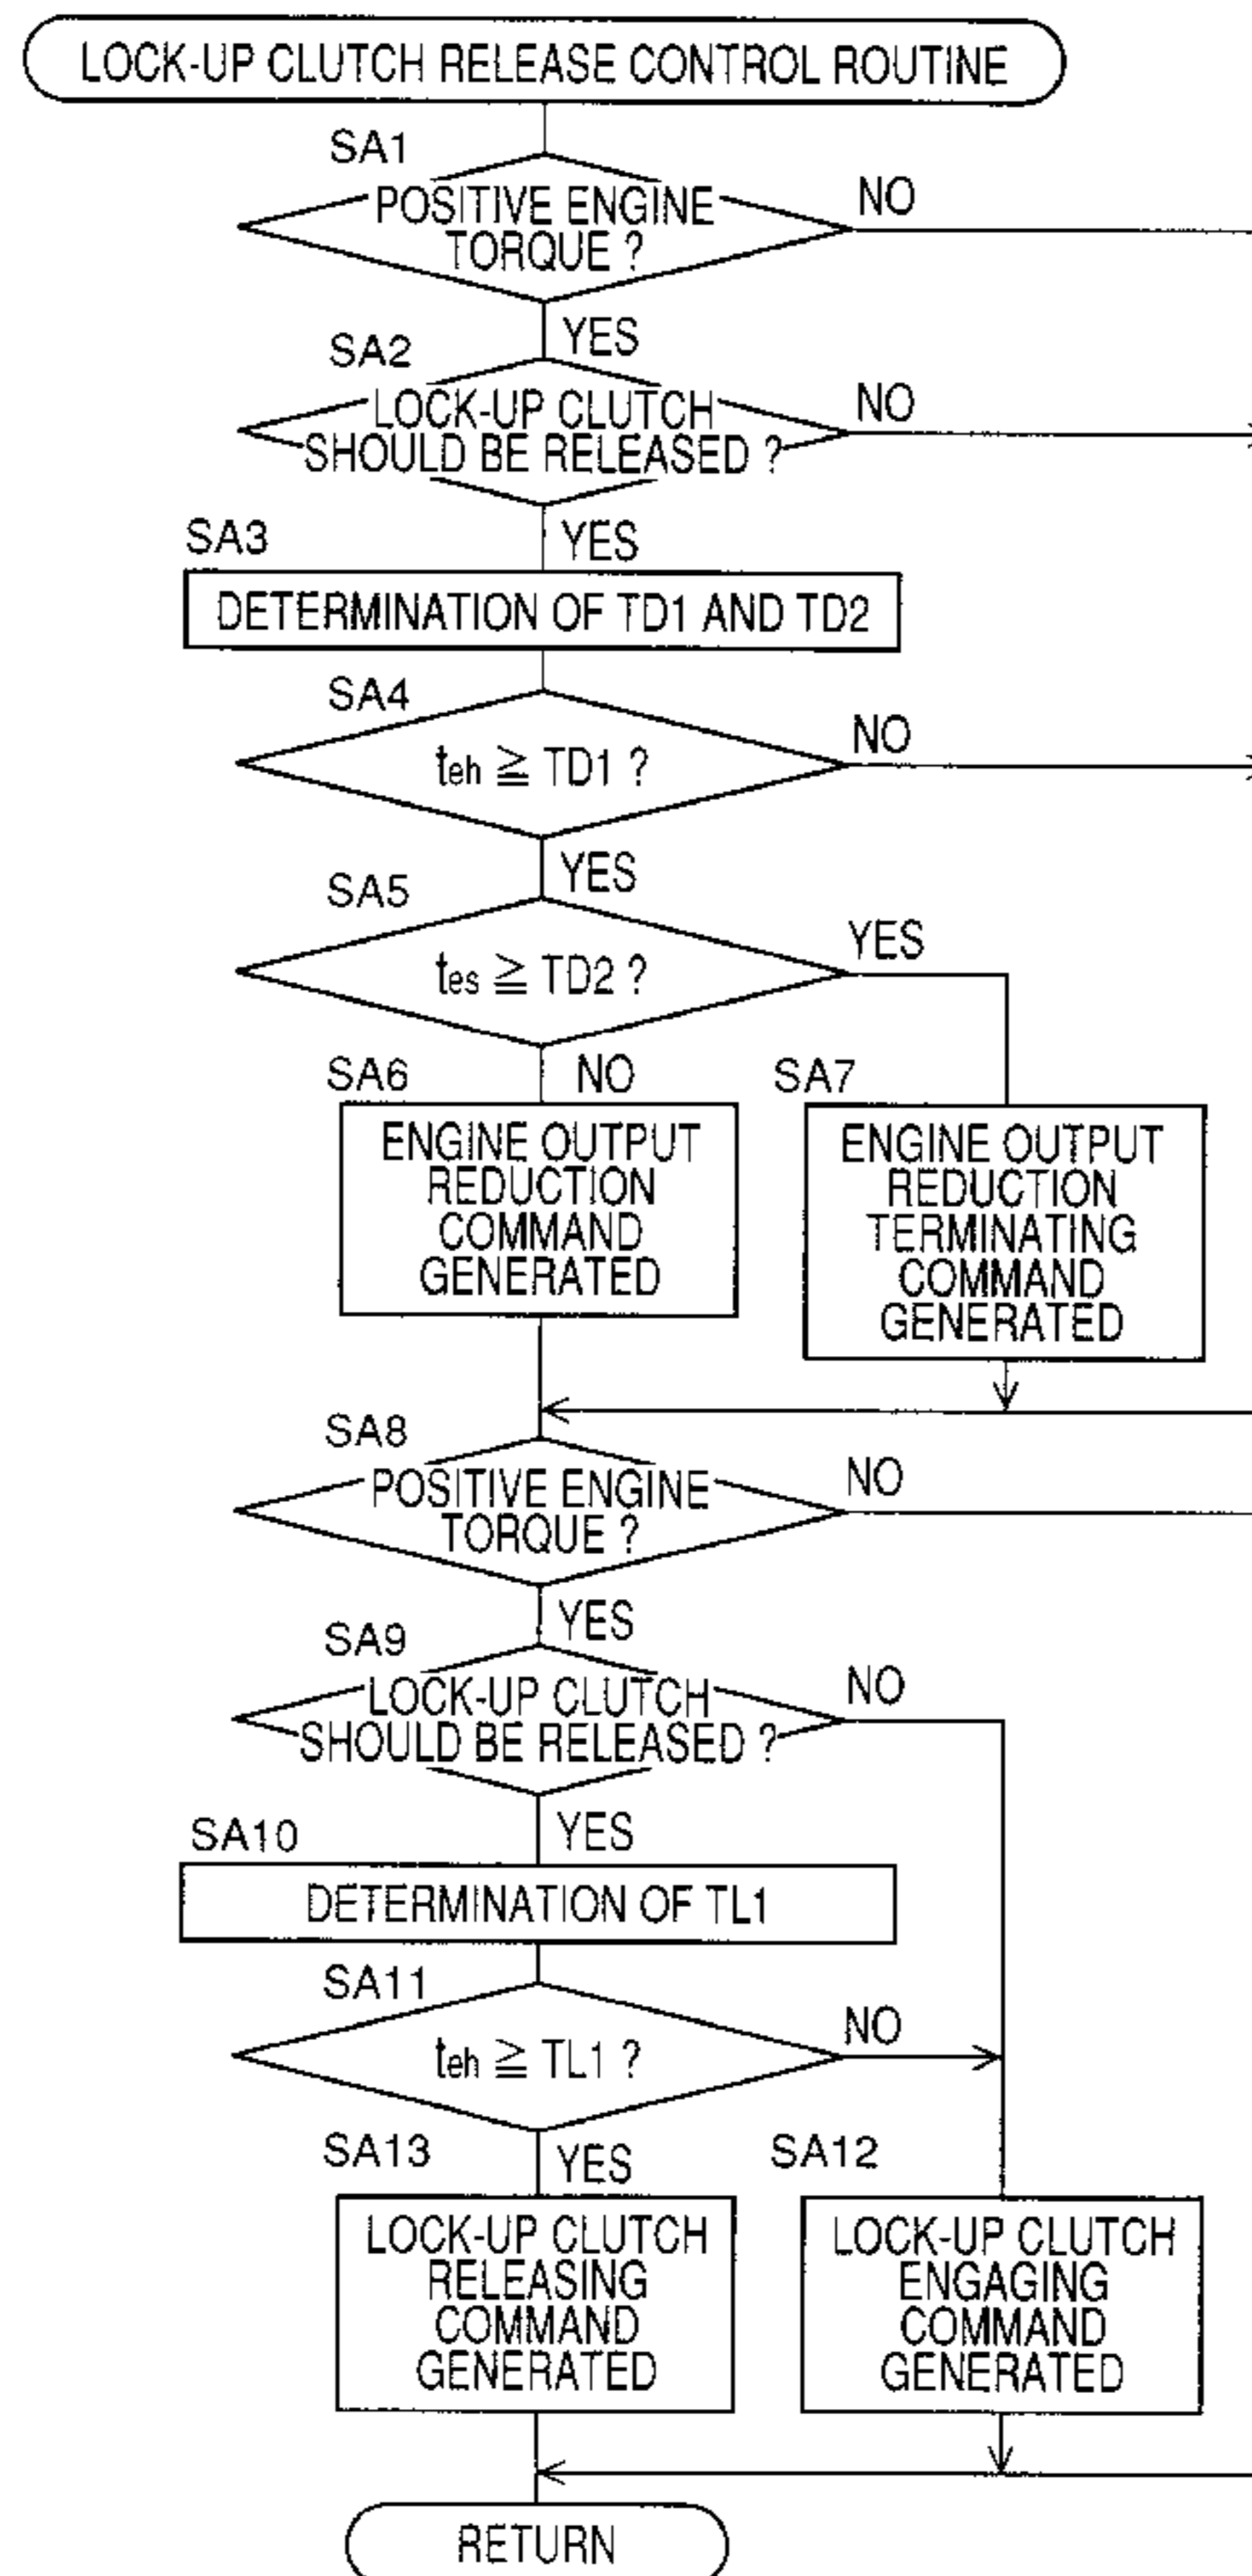 LOCK-UP CLUTCH RELEASE CONTROL ROUTINE
SA1
POSITIVE ENGINE
TORQUE ?
NO
YES
SA2
LOCK-UP CLUTCH
SHOULD BE RELEASED ?
NO
YES
SA3
DETERMINATION OF TD1 AND TD2
SA4
teh ≧ TD1 ?
NO
YES
SA5
tes ≧ TD2 ?
YES
NO
SA6
ENGINE OUTPUT
REDUCTION
COMMAND
GENERATED
SA7
ENGINE OUTPUT
REDUCTION
TERMINATING
COMMAND
GENERATED
SA8
POSITIVE ENGINE
TORQUE ?
NO
YES
SA9
LOCK-UP CLUTCH
SHOULD BE RELEASED ?
NO
YES
SA10
DETERMINATION OF TL1
SA11
teh ≧ TL1 ?
NO
YES
SA13
LOCK-UP CLUTCH
RELEASING
COMMAND
GENERATED
SA12
LOCK-UP CLUTCH
ENGAGING
COMMAND
GENERATED
RETURN